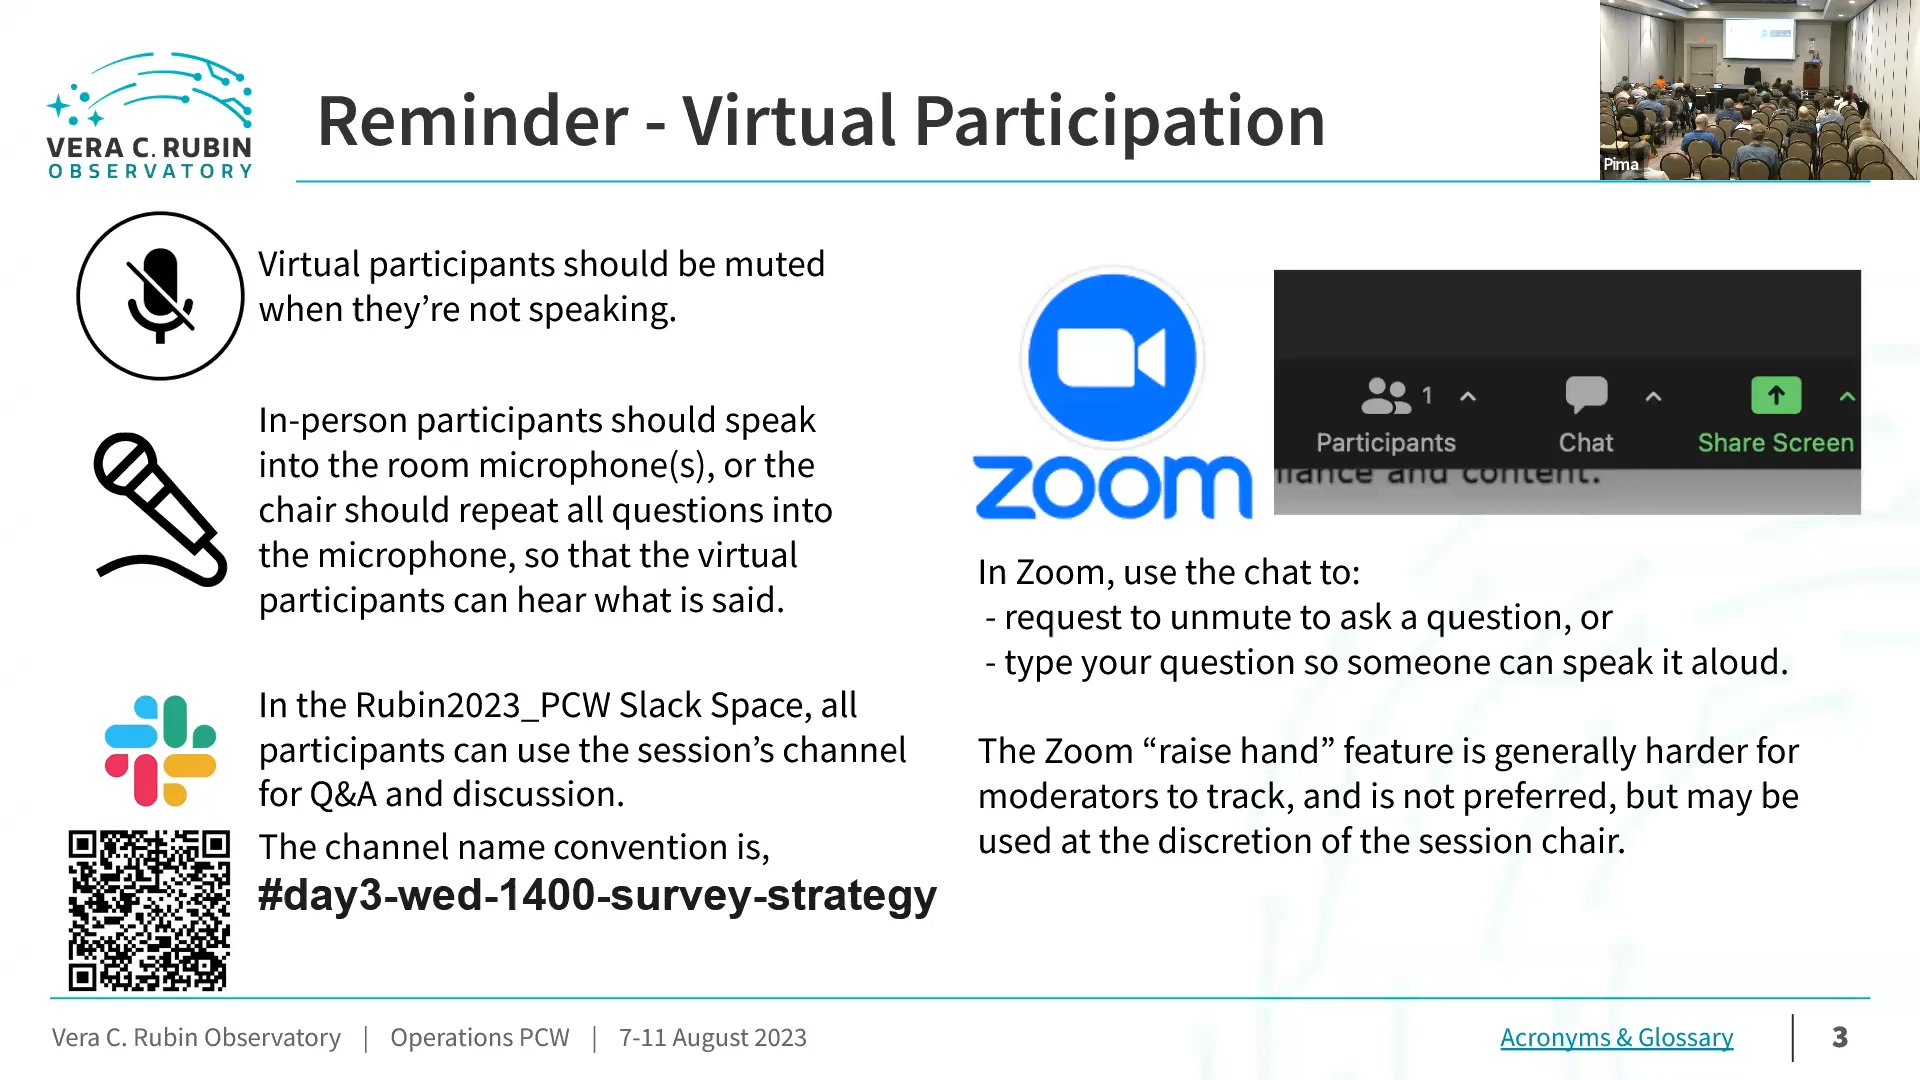 VERA C. RUBIN
OBSERVATORY
Reminder - Virtual Participation
Pima
Virtual participants should be muted
when they’re not speaking.
In-person participants should speak
into the room microphone(s), or the
chair should repeat all questions into
the microphone, so that the virtual
participants can hear what is said.
In the Rubin2023_PCW Slack Space, all
participants can use the session’s channel
for Q&A and discussion.
The channel name convention is,
#day3-wed-1400-survey-strategy
zoom
1
Participants
Chat
Share Screen
and content.
In Zoom, use the chat to:
- request to unmute to ask a question, or
- type your question so someone can speak it aloud.
The Zoom “raise hand” feature is generally harder for
moderators to track, and is not preferred, but may be
used at the discretion of the session chair.
Vera C. Rubin Observatory | Operations PCW | 7-11 August 2023
Acronyms & Glossary | 3